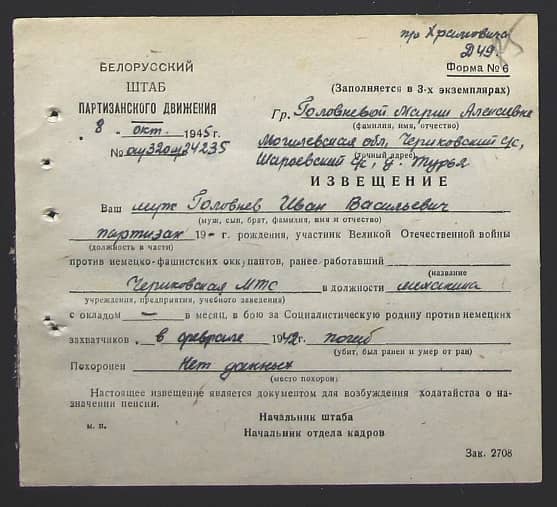 пр Храмовича
Д49.
БЕЛОРУССКИЙ
ШТАБ
ПАРТИЗАНСКОГО ДВИЖЕНИЯ
8 - окт. - 1945 г.
№
Форма № 6
(Заполняется в 3-х экземплярах)
Гр. Головневой Марии Алексеевне
(фамилия, имя, отчество)
Могилевская обл, Чериковский
(точный адрес)
Шароевский с/с, д. Турья
ИЗВЕЩЕНИЕ
Ваш муж Головнев Иван Васильевич
(муж, сын, брат, фамилия, имя и отчество)
партизан 19 - г. рождения, участник Великой Отечественной войны
(должность в части)
против немецко-фашистских оккупантов, ранее работавший
(название
Чериковская МТС в должности механика
учреждения, предприятия, учебного заведения)
с окладом — в месяц, в бою за Социалистическую родину против немецких
захватчиков в феврале 1942 г. погиб
(убит, был ранен и умер от ран)
Похоронен Нет данных
(место похорон)
Настоящее извещение является документом для возбуждения ходатайства о на-
значении пенсии.
Начальник штаба
м. п.
Начальник отдела кадров
Зак. 2708